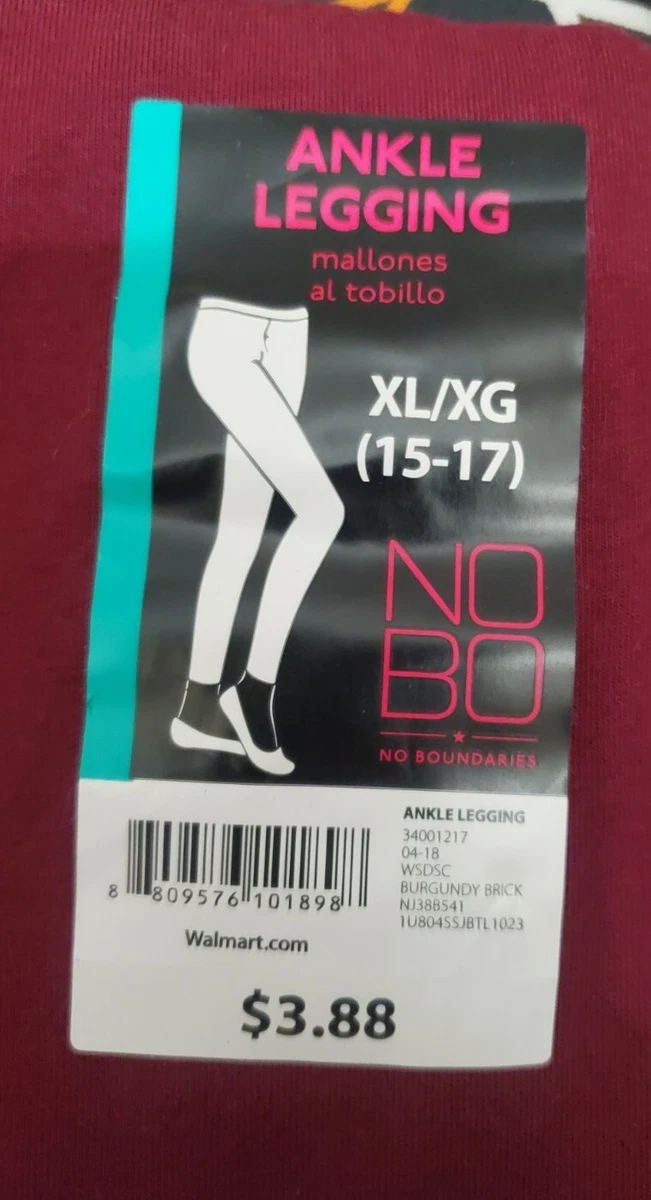 ANKLE
LEGGING
mallones
al tobillo
XL/XG
(15-17)
NO
BO
NO BOUNDARIES
8 809576 101898
Walmart.com
$3.88
ANKLE LEGGING
34001217
04-18
WSDSC
BURGUNDY BRICK
NJ38B541
1U804SSJBTL1023